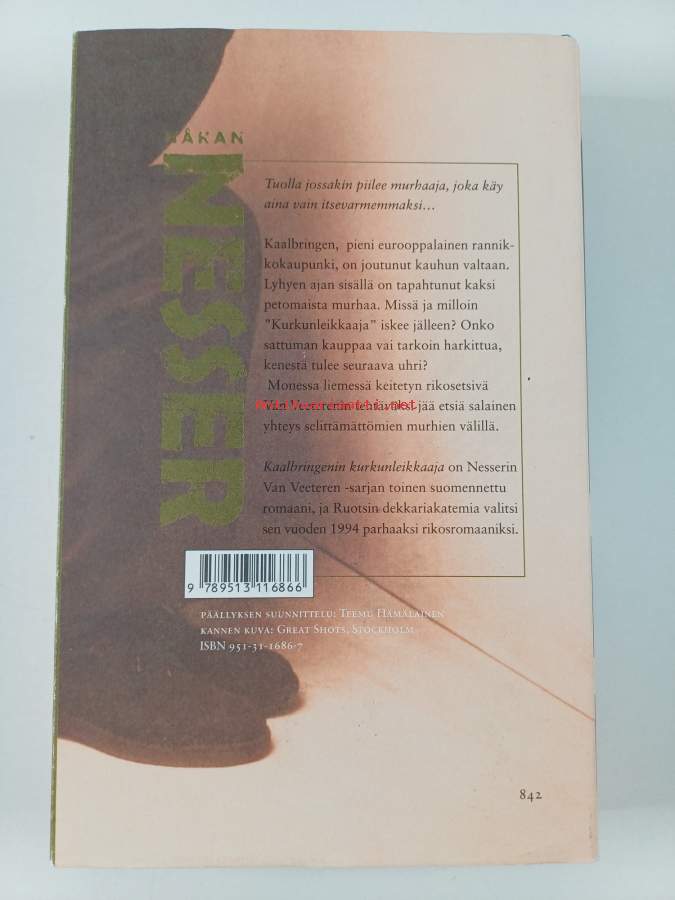 HÅKAN
NESSER
Tuolla jossakin piilee murhaaja, joka käy
aina vain itsevarmemmaksi…
Kaalbringen, pieni eurooppalainen rannik-
kokaupunki, on joutunut kauhun valtaan.
Lyhyen ajan sisällä on tapahtunut kaksi
petomaista murhaa. Missä ja milloin
"Kurkunleikkaaja" iskee jälleen? Onko
sattuman kauppaa vai tarkoin harkittua,
kenestä tulee seuraava uhri?
Monessa liemessä keitetyn rikosetsivä
Van Veeterenin tehtäväksi jää etsiä salainen
yhteys selittämättömien murhien välillä.
Kaalbringenin kurkunleikkaaja on Nesserin
Van Veeteren -sarjan toinen suomennettu
romaani, ja Ruotsin dekkariakatemia valitsi
sen vuoden 1994 parhaaksi rikosromaaniksi.
9 789513 116866
PÄÄLLYKSEN SUUNNITTELU: TEEMU HÄMÄLÄINEN
KANNEN KUVA: GREAT SHOTS, STOCKHOLM
ISBN 951-31-1686-7
842